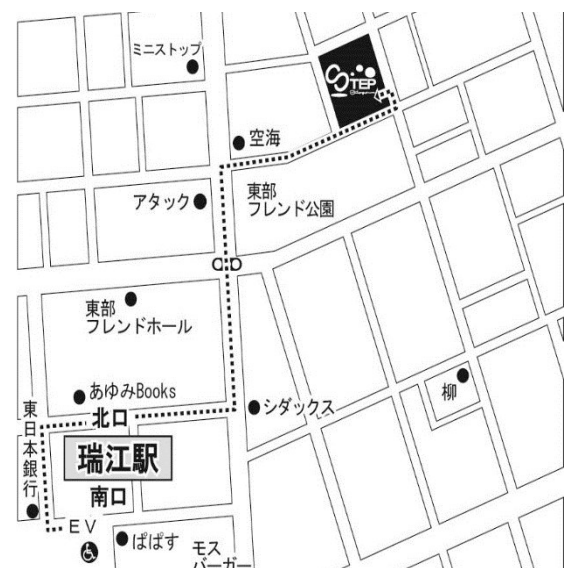 ミニストップ
STEP
空海
アタック
東部
フレンド公園
東部
フレンドホール
あゆみBooks
北口
シダックス
柳
東日本銀行
瑞江駅
南口
EV
ぱぱす
モス
バーガー